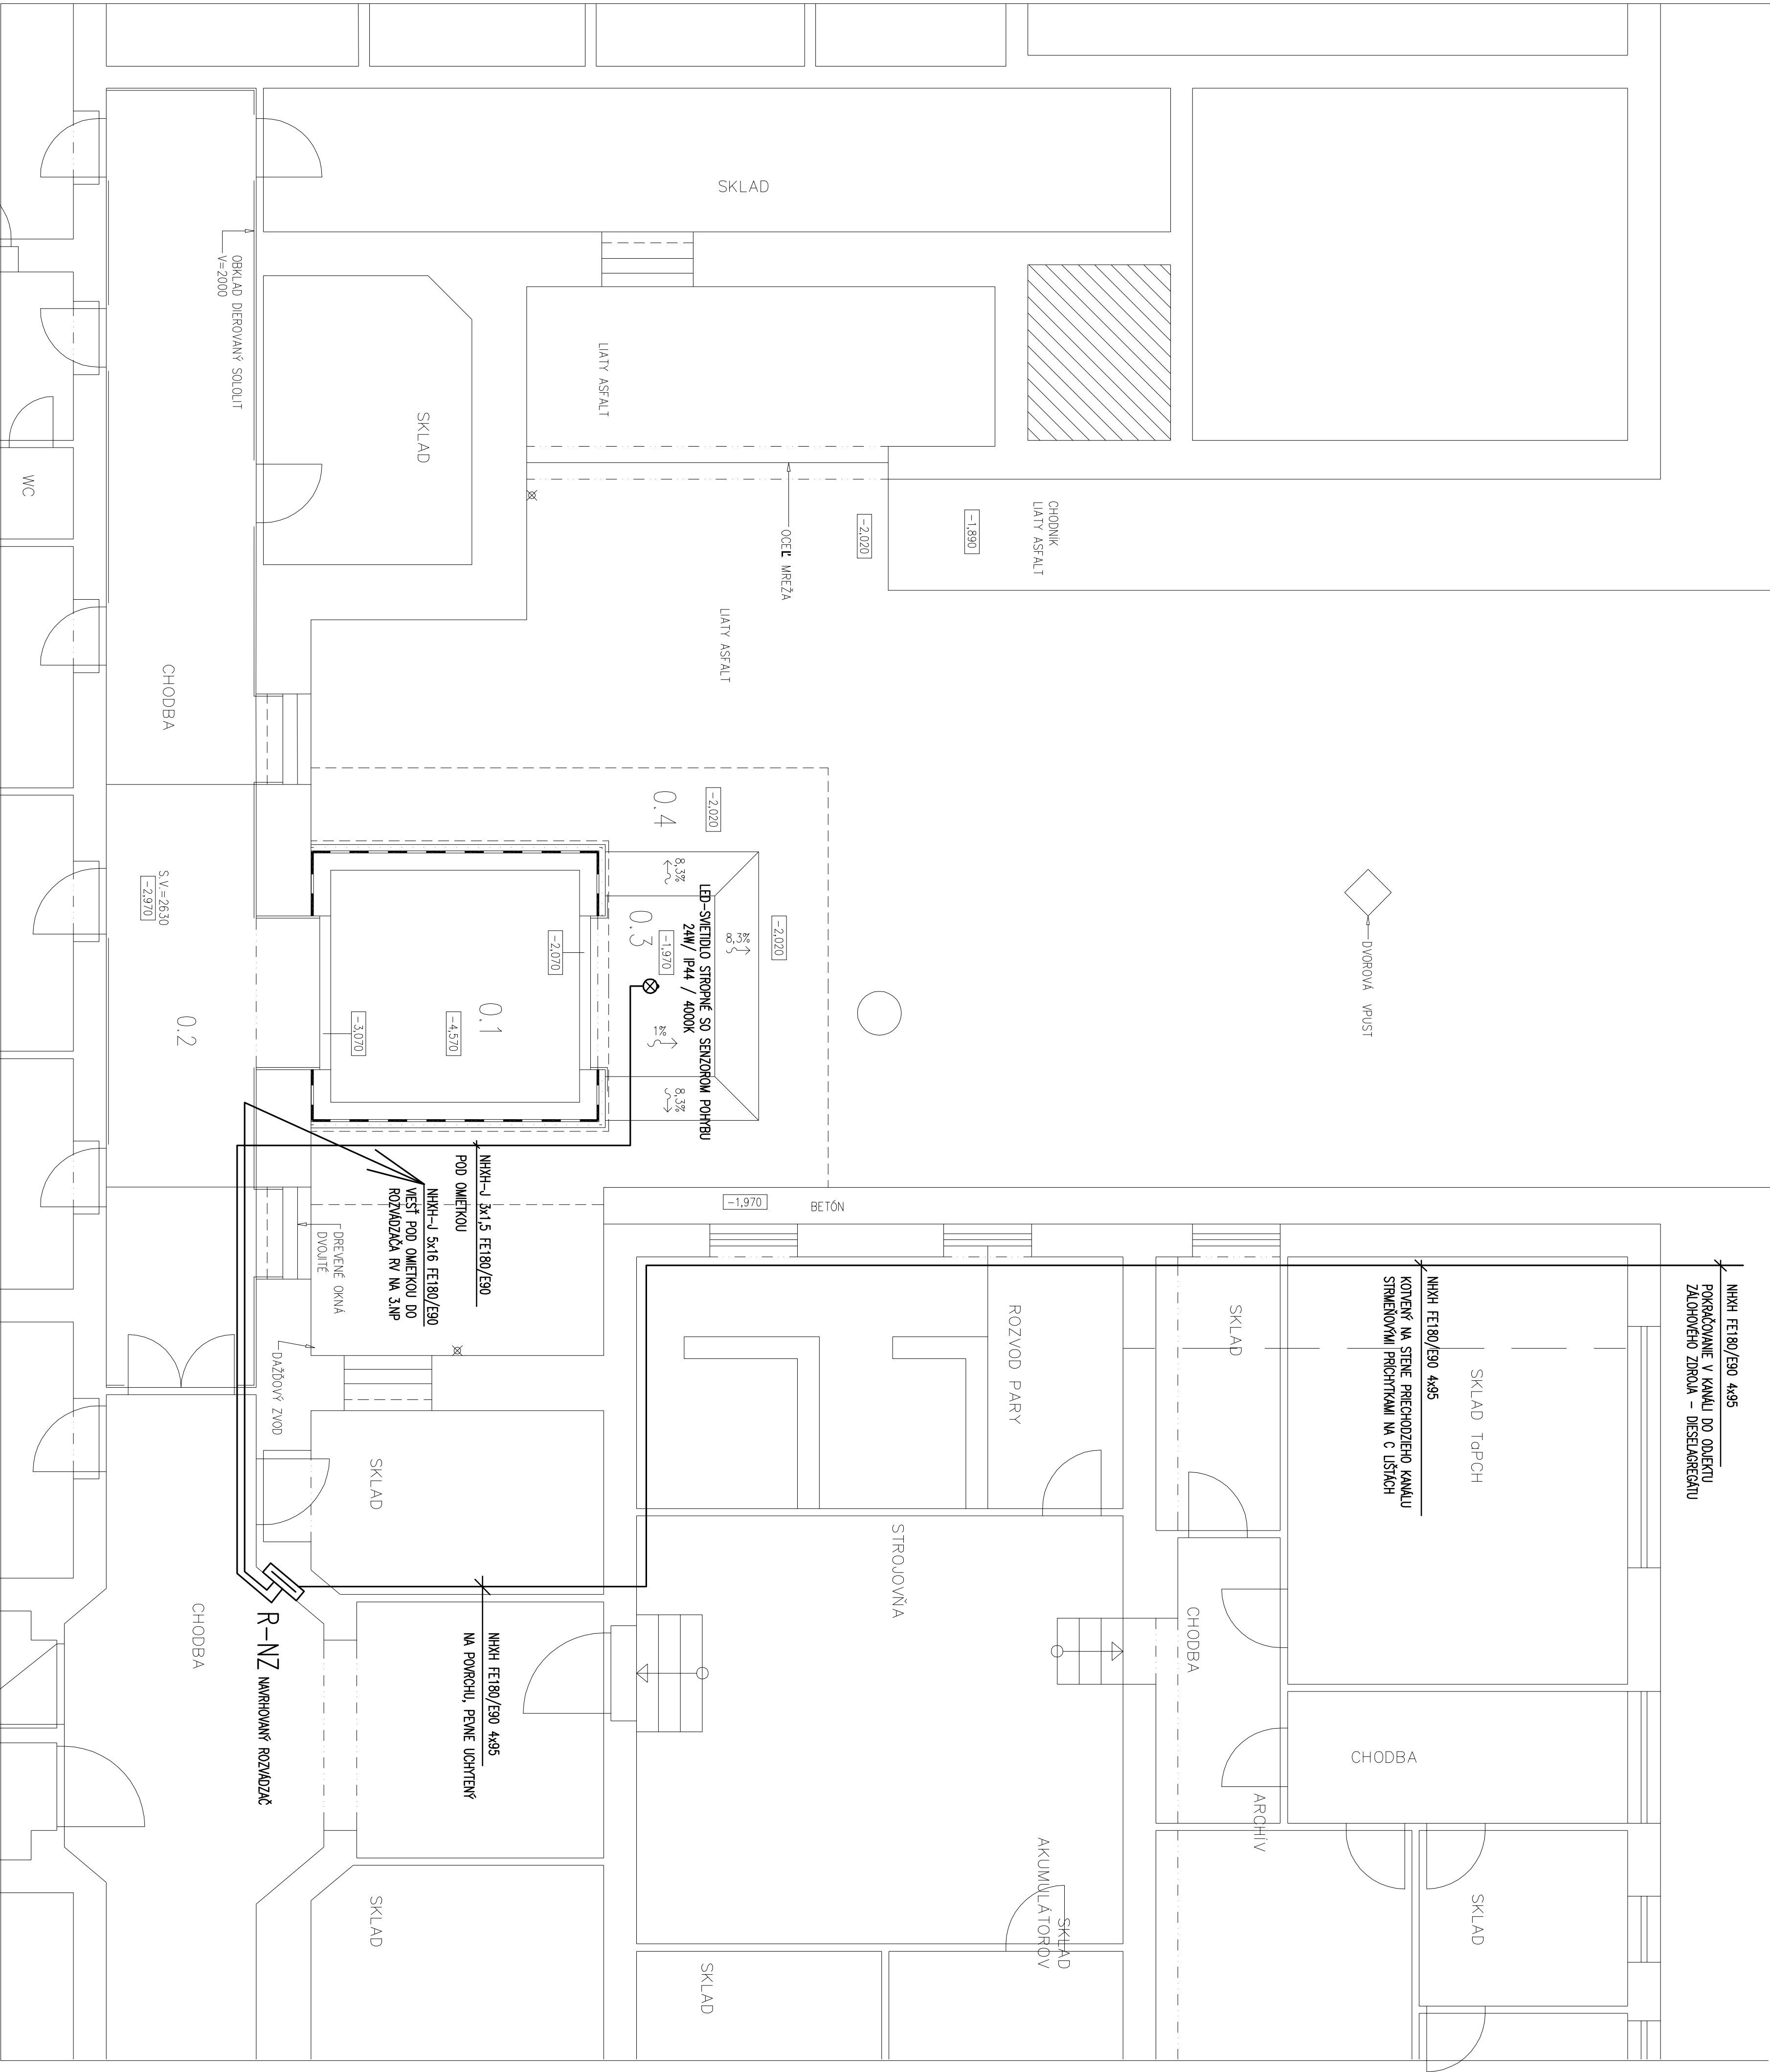 NHXH FE180/E90 4x95
POKRAČOVANIE V KANÁLI DO ODJEKTU
ZÁLOHOVÉHO ZDROJA - DIESELAGREGÁTU
NHXH FE180/E90 4x95
KOTVENÝ NA STENE PRIECHODZIEHO KANÁLU
STRMEŇOVÝMI PRÍCHYTKAMI NA C LIŠTÁCH
SKLAD TaPCH
SKLAD
CHODBA
SKLAD
ARCHÍV
CHODBA
DVOROVÁ VPUST
CHODNÍK
LIATY ASFALT
-1,890
-2,020
OCEĽ MREŽA
LIATY ASFALT
LIATY ASFALT
SKLAD
SKLAD
OBKLAD DIEROVANÝ SOLOLIT
V=2000
WC
CHODBA
S.V.=2630
-2,970
0.2
0.4
-2,020
-2,020
8,3%
8,3%
8,3%
1%
LED-SVIETIDLO STROPNÉ SO SENZOROM POHYBU
24W/ IP44 / 4000K
-1,970
0.3
-2,070
0.1
-4,570
-3,070
BETÓN
-1,970
NHXH-J 3x1,5 FE180/E90
POD OMIETKOU
NHXH-J 5x16 FE180/E90
VIESŤ POD OMIETKOU DO
ROZVÁDZAČA RV NA 3.NP
DREVENÉ OKNÁ
DVOJITÉ
DAŽĎOVÝ ZVOD
ROZVOD PARY
STROJOVŇA
SKLAD
AKUMULÁTOROV
SKLAD
SKLAD
NHXH FE180/E90 4x95
NA POVRCHU, PEVNE UCHYTENÝ
SKLAD
R-NZ NAVRHOVANÝ ROZVÁDZAČ
CHODBA